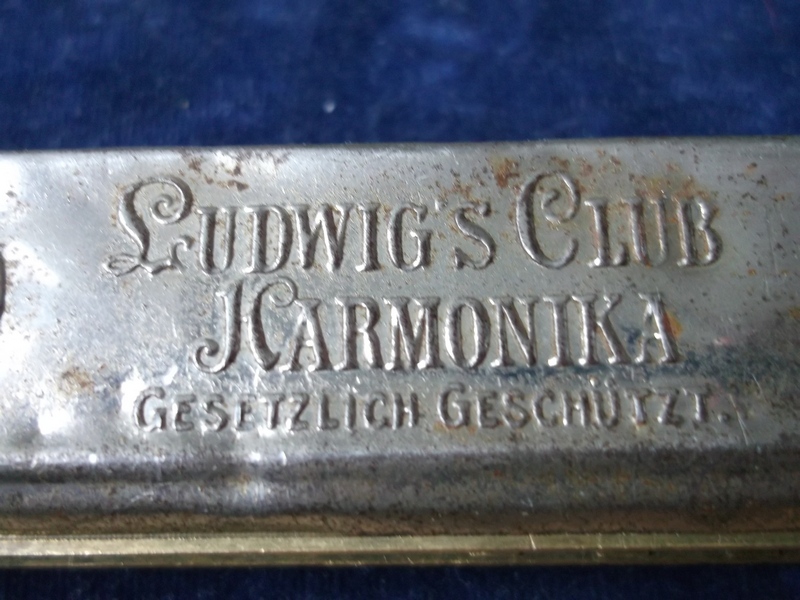 LUDWIG'S CLUB
HARMONIKA
GESETZLICH GESCHÜTZT.